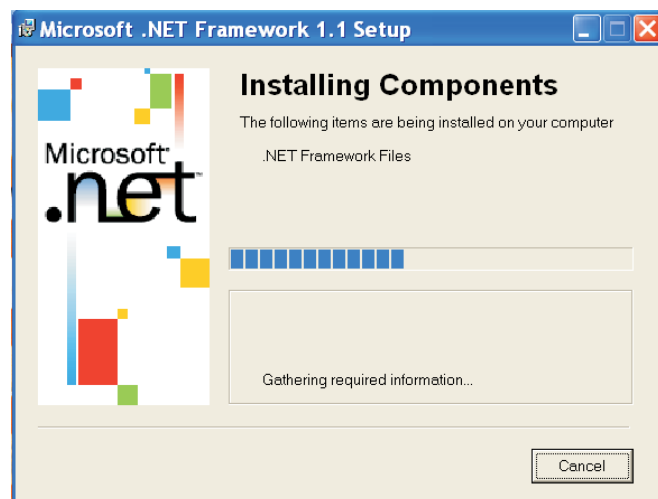 Microsoft .NET Framework 1.1 Setup
Installing Components
The following items are being installed on your computer
.NET Framework Files
Microsoft
.net
Gathering required information...
Cancel